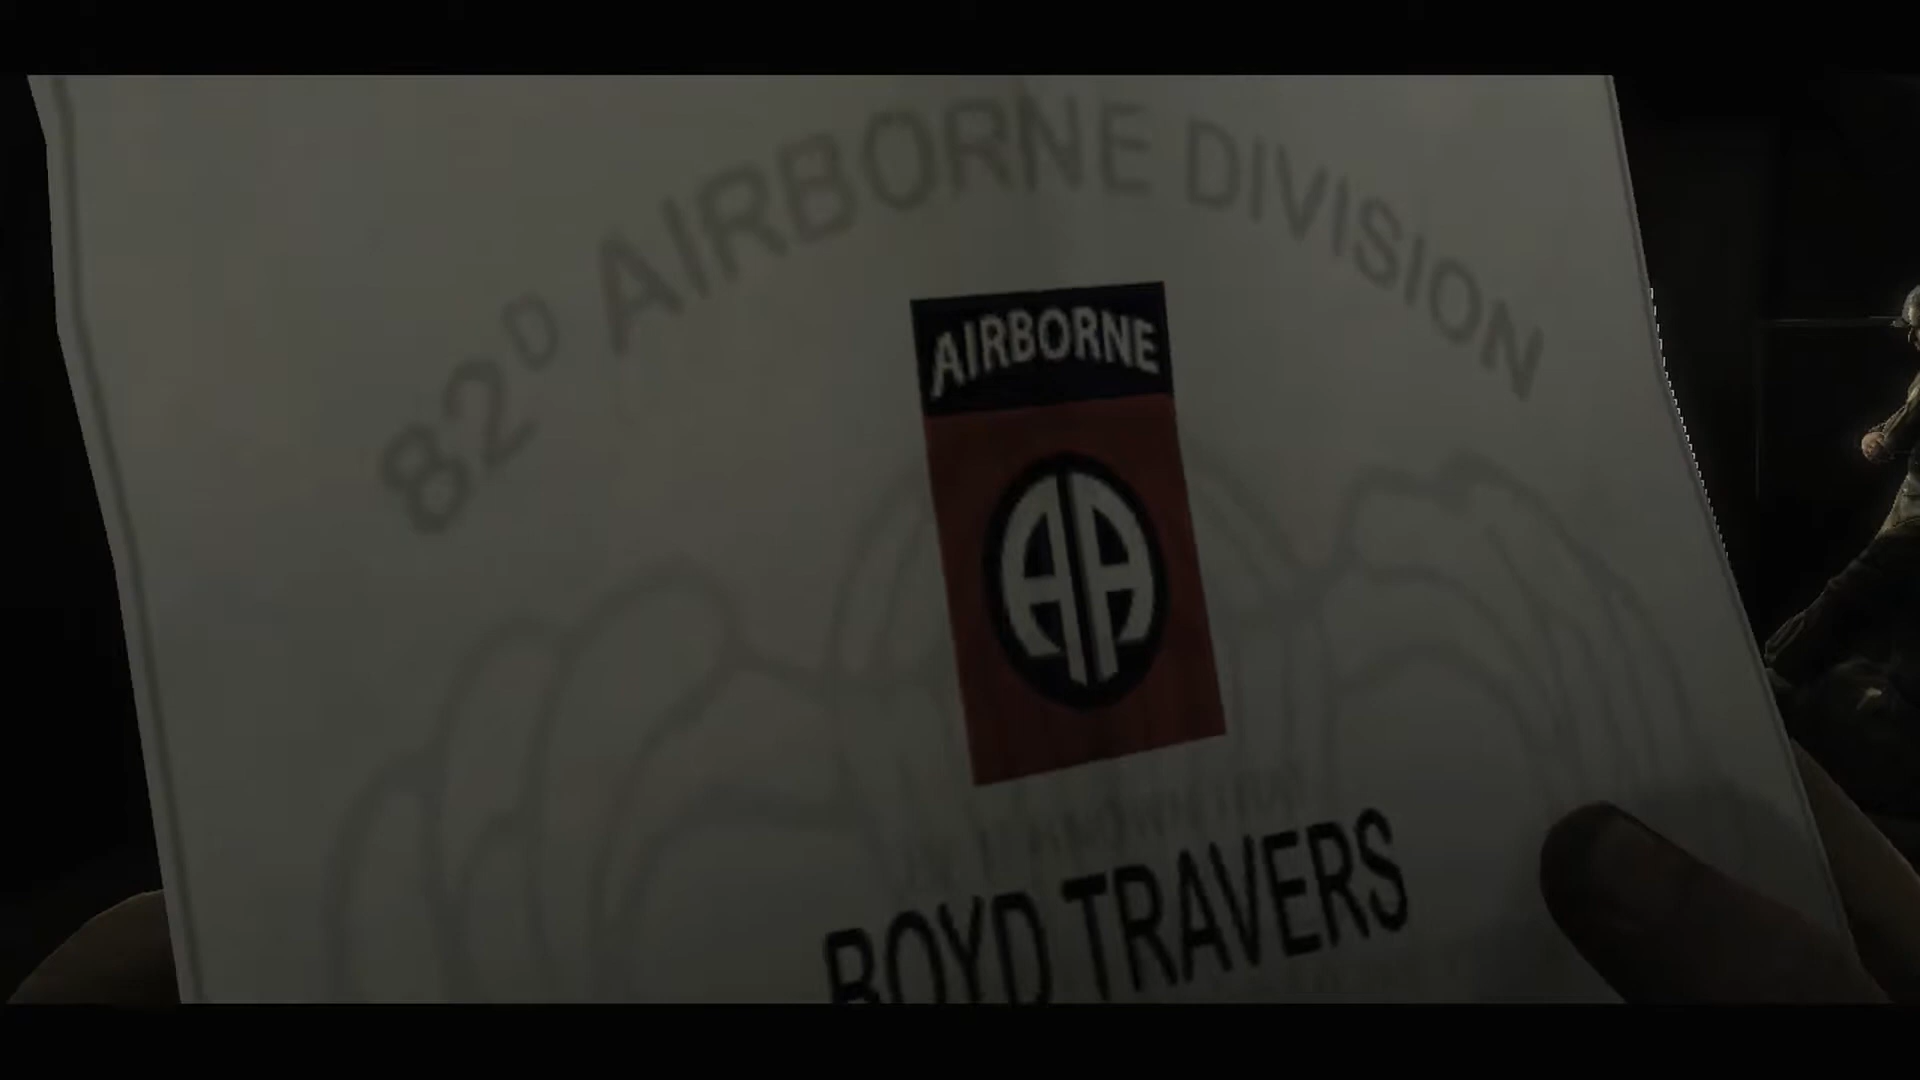 82D AIRBORNE DIVISION
AIRBORNE
AA
BOYD TRAVERS